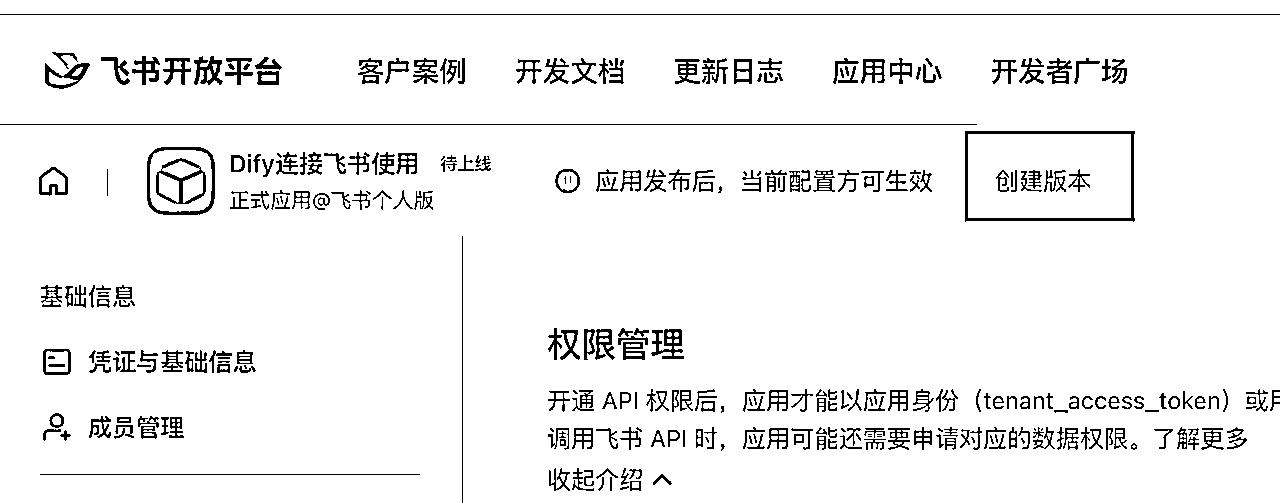 飞书开放平台 客户案例 开发文档 更新日志 应用中心 开发者广场
Dify连接飞书使用 待上线
正式应用@飞书个人版
应用发布后，当前配置方可生效 创建版本
基础信息
凭证与基础信息
成员管理
权限管理
开通 API 权限后，应用才能以应用身份（tenant_access_token）或用
调用飞书 API 时，应用可能还需要申请对应的数据权限。了解更多
收起介绍